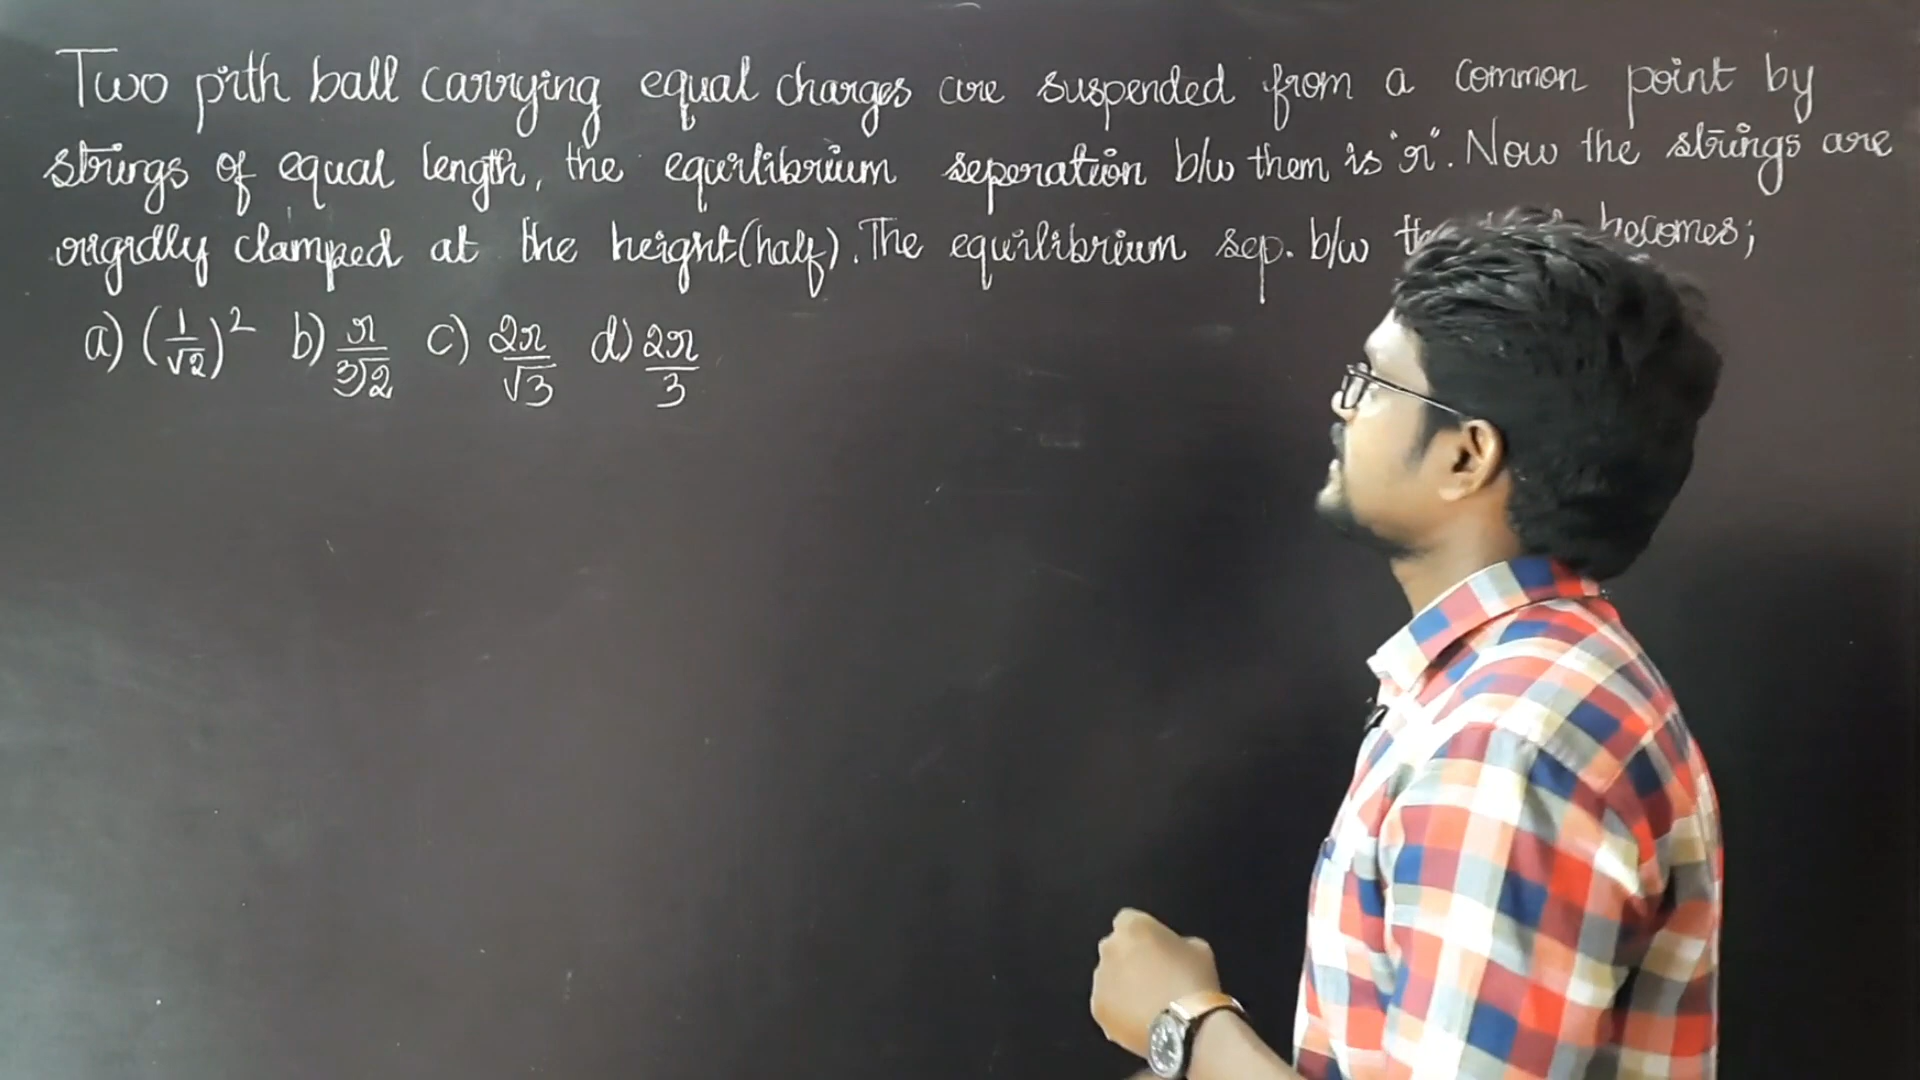 Two pith ball carrying equal charges are suspended from a common point by
strings of equal length, the equilibrium seperation b/w them is "r". Now the strings are
rigidly clamped at the height(half). The equilibrium sep. b/w becomes;
a) (1/√2)² b) r/3√2 c) 2r/√3 d) 2r/3